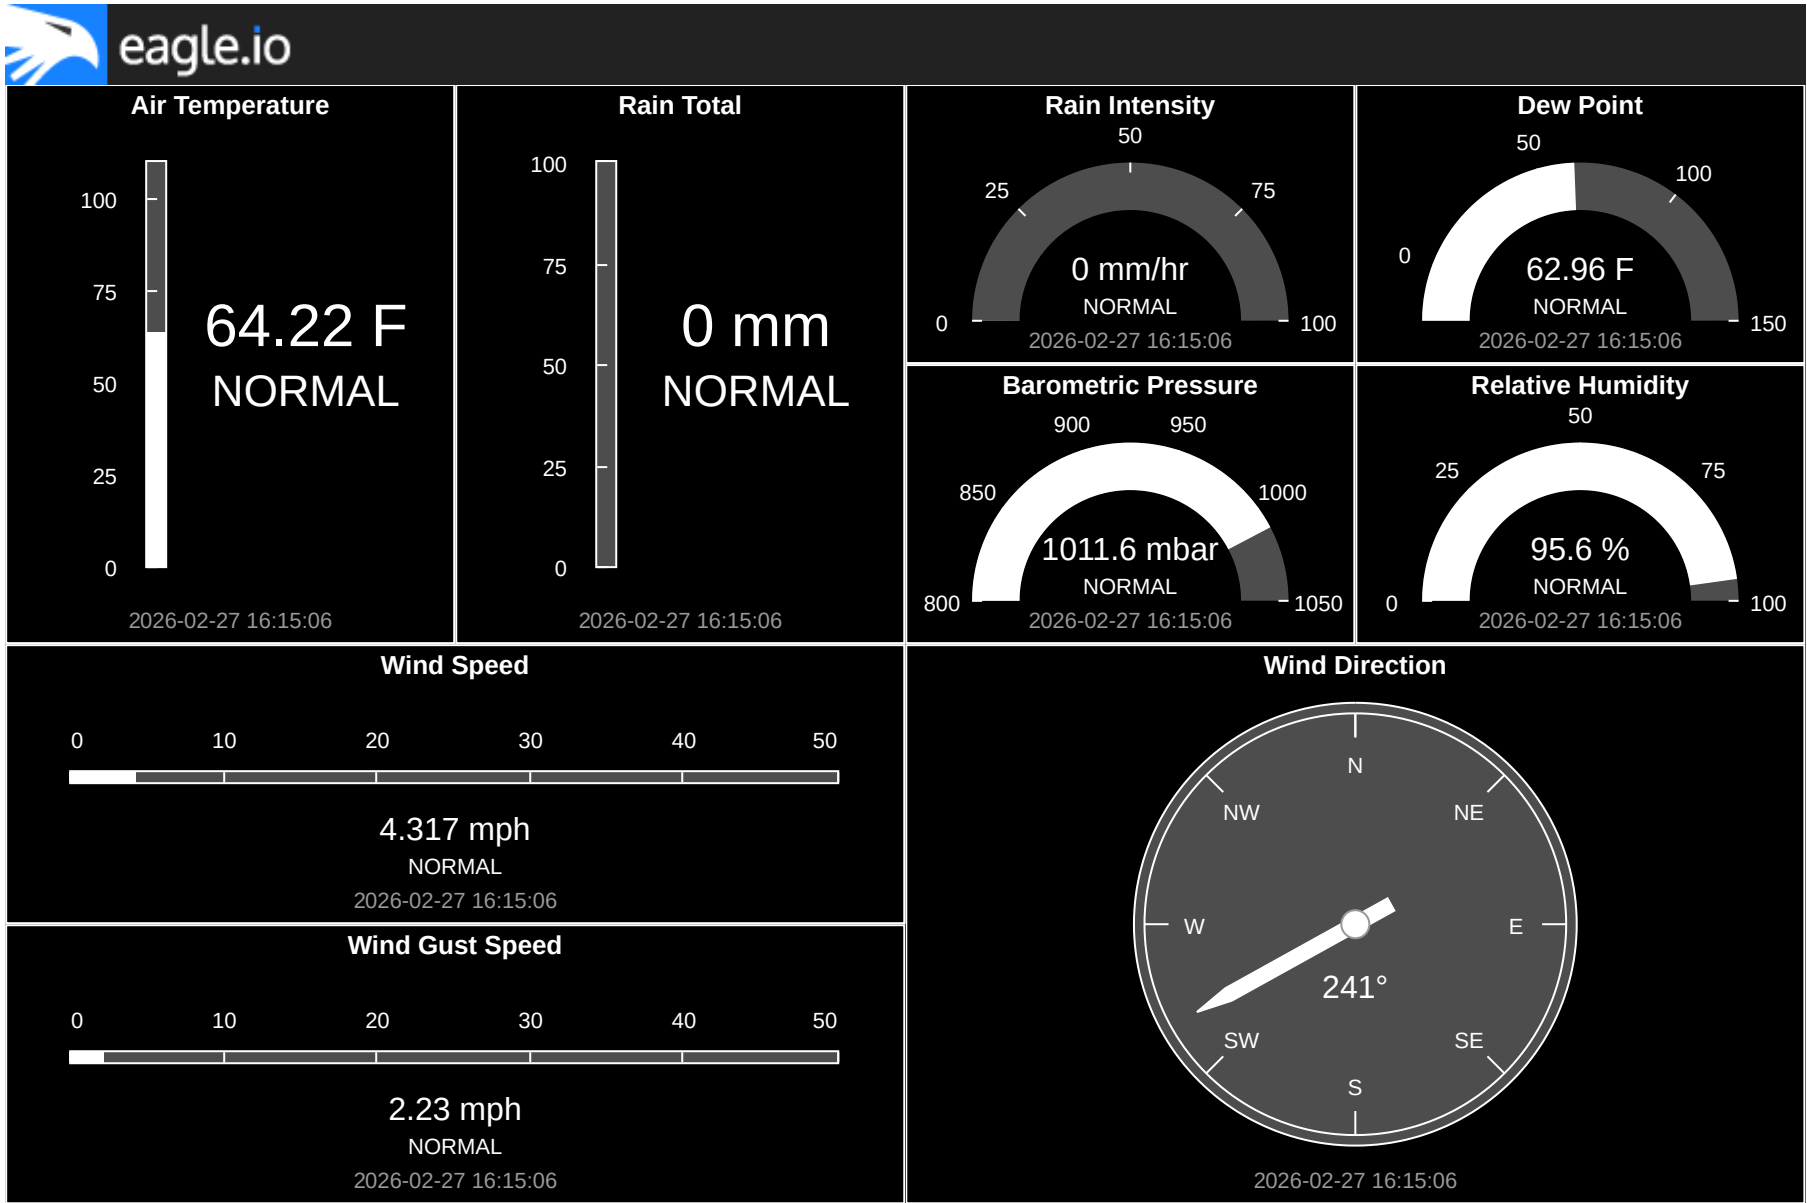 eagle.io
Air Temperature
100
75
50
25
0
64.22 F
NORMAL
2026-02-27 16:15:06
Rain Total
100
75
50
25
0
0 mm
NORMAL
2026-02-27 16:15:06
Rain Intensity
50
25
75
0
100
0 mm/hr
NORMAL
2026-02-27 16:15:06
Dew Point
50
100
0
150
62.96 F
NORMAL
2026-02-27 16:15:06
Barometric Pressure
900
950
850
1000
800
1050
1011.6 mbar
NORMAL
2026-02-27 16:15:06
Relative Humidity
50
25
75
0
100
95.6 %
NORMAL
2026-02-27 16:15:06
Wind Speed
0 10 20 30 40 50
4.317 mph
NORMAL
2026-02-27 16:15:06
Wind Gust Speed
0 10 20 30 40 50
2.23 mph
NORMAL
2026-02-27 16:15:06
Wind Direction
N
NW
NE
W
E
241°
SW
SE
S
2026-02-27 16:15:06